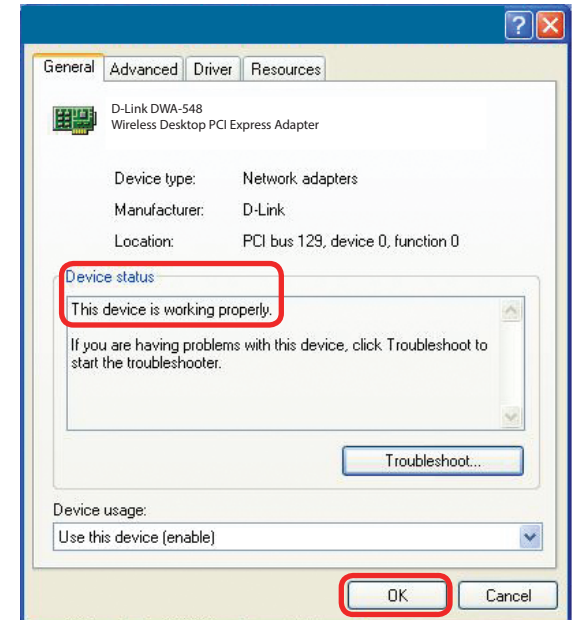 General Advanced Driver Resources
D-Link DWA-548
Wireless Desktop PCI Express Adapter
Device type: Network adapters
Manufacturer: D-Link
Location: PCI bus 129, device 0, function 0
Device status
This device is working properly.
If you are having problems with this device, click Troubleshoot to
start the troubleshooter.
Troubleshoot...
Device usage:
Use this device (enable)
OK Cancel